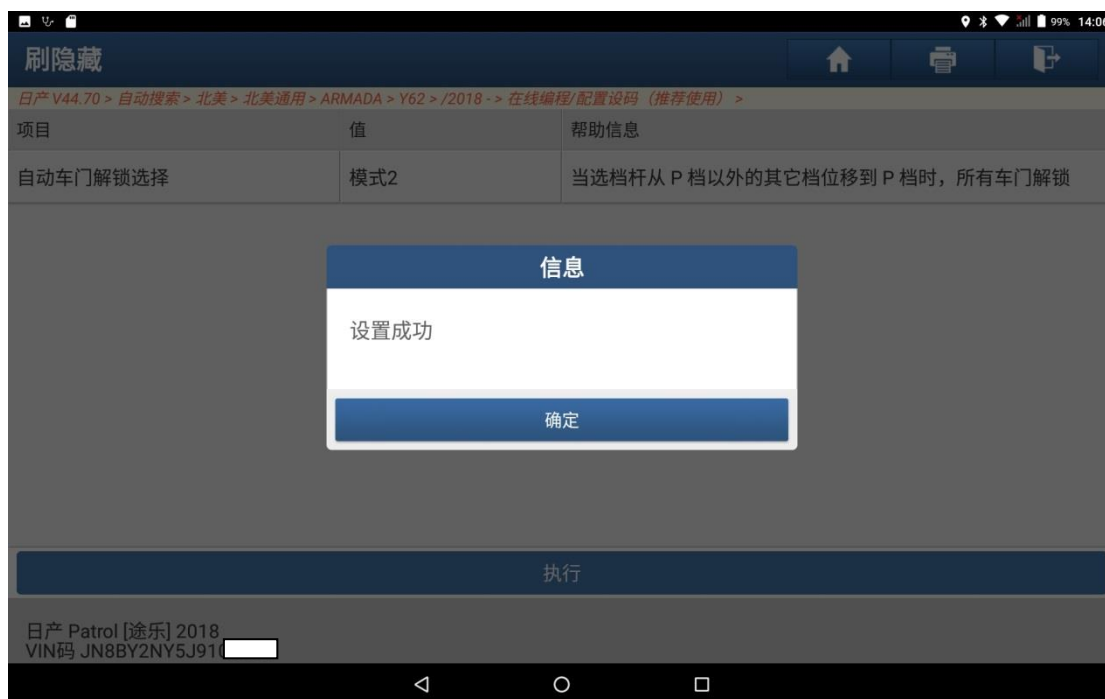 99% 14:06
刷隐藏
日产 V44.70 > 自动搜索 > 北美 > 北美通用 > ARMADA > Y62 > /2018 - > 在线编程/配置设码（推荐使用） >
项目 值 帮助信息
自动车门解锁选择 模式2 当选档杆从 P 档以外的其它档位移到 P 档时，所有车门解锁
信息
设置成功
确定
执行
日产 Patrol [途乐] 2018
VIN码 JN8BY2NY5J910